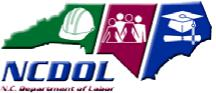 NCDOL
N.C. Department of Labor